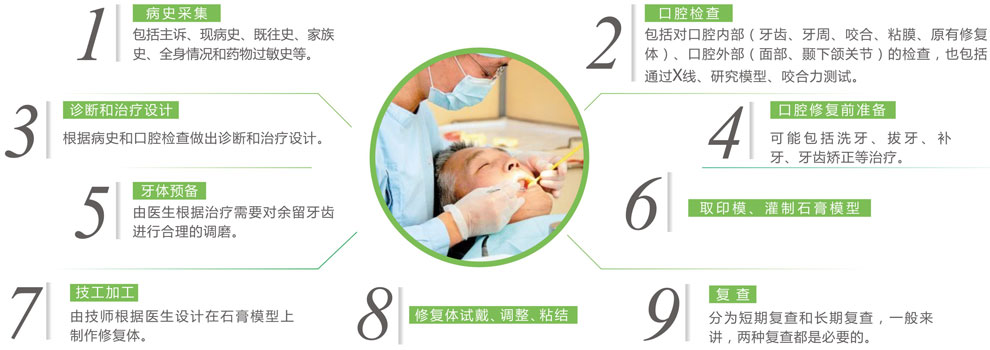 1
病史采集
包括主诉、现病史、既往史、家族
史、全身情况和药物过敏史等。
2
口腔检查
包括对口腔内部（牙齿、牙周、咬合、粘膜、原有修复
体）、口腔外部（面部、颞下颌关节）的检查，也包括
通过X线、研究模型、咬合力测试。
3
诊断和治疗设计
根据病史和口腔检查做出诊断和治疗设计。
4
口腔修复前准备
可能包括洗牙、拔牙、补
牙、牙齿矫正等治疗。
5
牙体预备
由医生根据治疗需要对余留牙齿
进行合理的调磨。
6
取印模、灌制石膏模型
7
技工加工
由技师根据医生设计在石膏模型上
制作修复体。
8
修复体试戴、调整、粘结
9
复 查
分为短期复查和长期复查，一般来
讲，两种复查都是必要的。